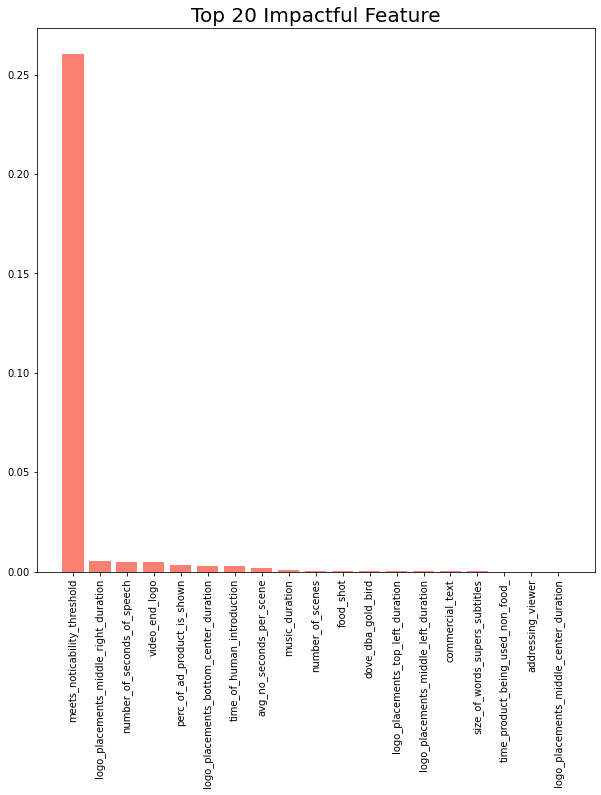 Top 20 Impactful Feature
0.25
0.20
0.15
0.10
0.05
0.00
meets_noticability_threshold
logo_placements_middle_right_duration
number_of_seconds_of_speech
video_end_logo
perc_of_ad_product_is_shown
logo_placements_bottom_center_duration
time_of_human_introduction
avg_no_seconds_per_scene
music_duration
number_of_scenes
food_shot
dove_dba_gold_bird
logo_placements_top_left_duration
logo_placements_middle_left_duration
commercial_text
size_of_words_supers_subtitles
time_product_being_used_non_food_
addressing_viewer
logo_placements_middle_center_duration